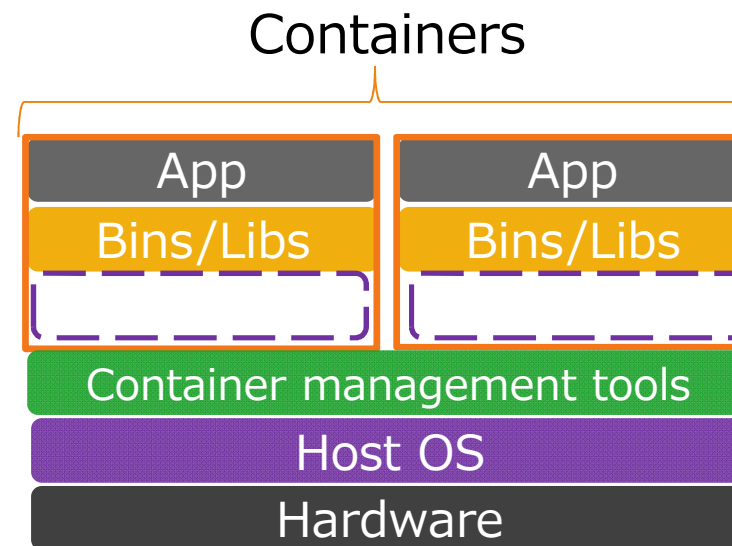 Containers
App
App
Bins/Libs
Bins/Libs
Container management tools
Host OS
Hardware